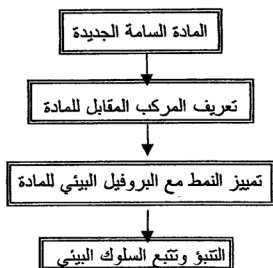 المادة السامة الجديدة
تعريف المركب المقابل للمادة
تمييز النمط مع البروفيل البيئي للمادة
التنبؤ وتتبع السلوك البيئي